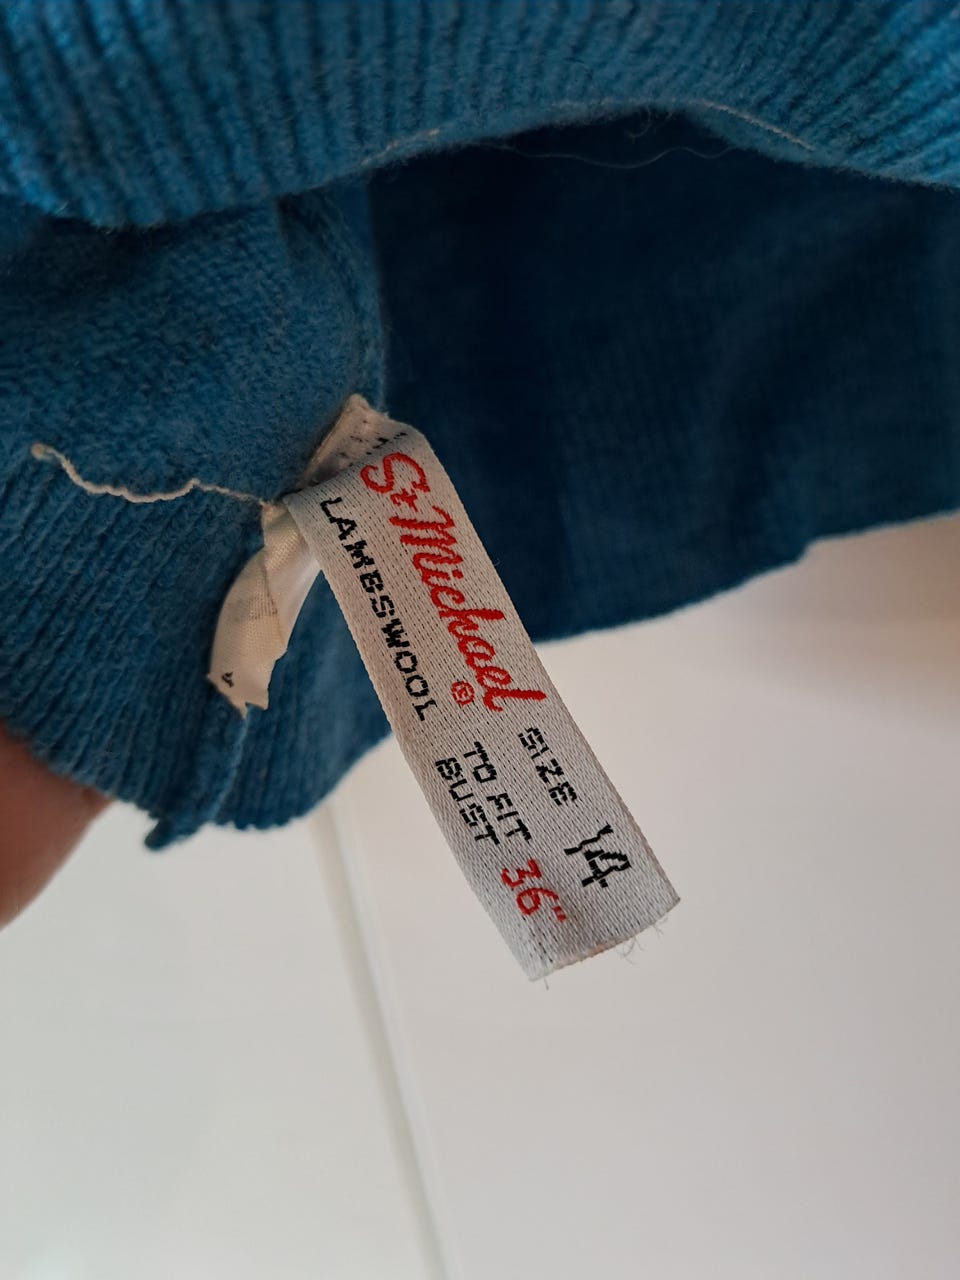 St Michael®
LAMBSWOOL
SIZE 14
TO FIT 36"
BUST